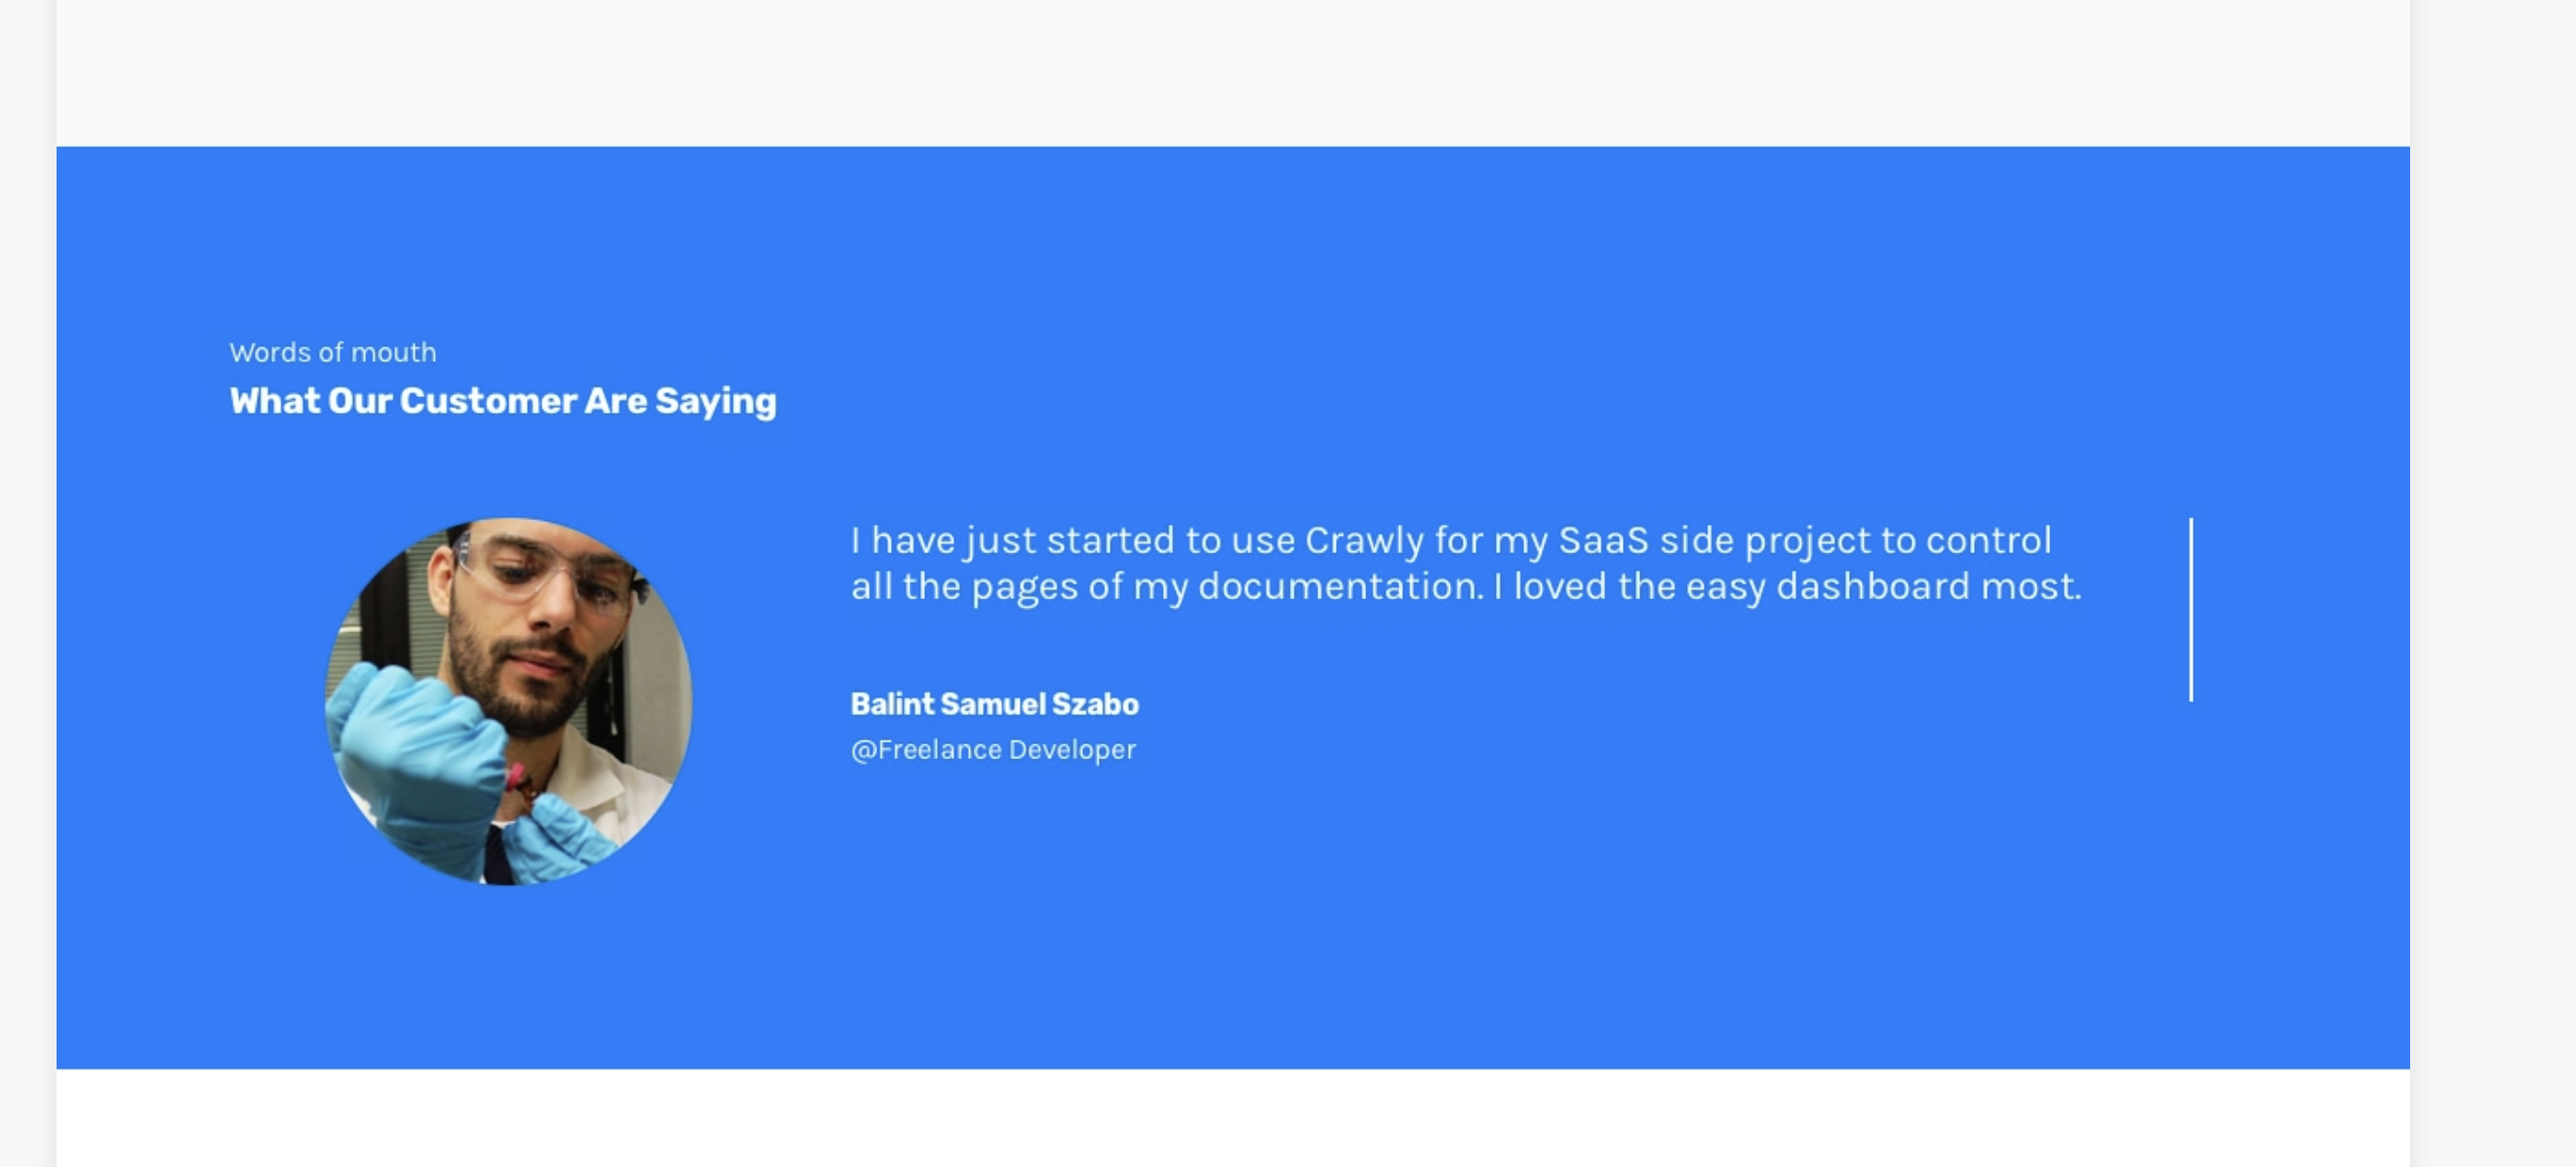 Words of mouth
What Our Customer Are Saying
I have just started to use Crawly for my SaaS side project to control
all the pages of my documentation. I loved the easy dashboard most.
Balint Samuel Szabo
@Freelance Developer